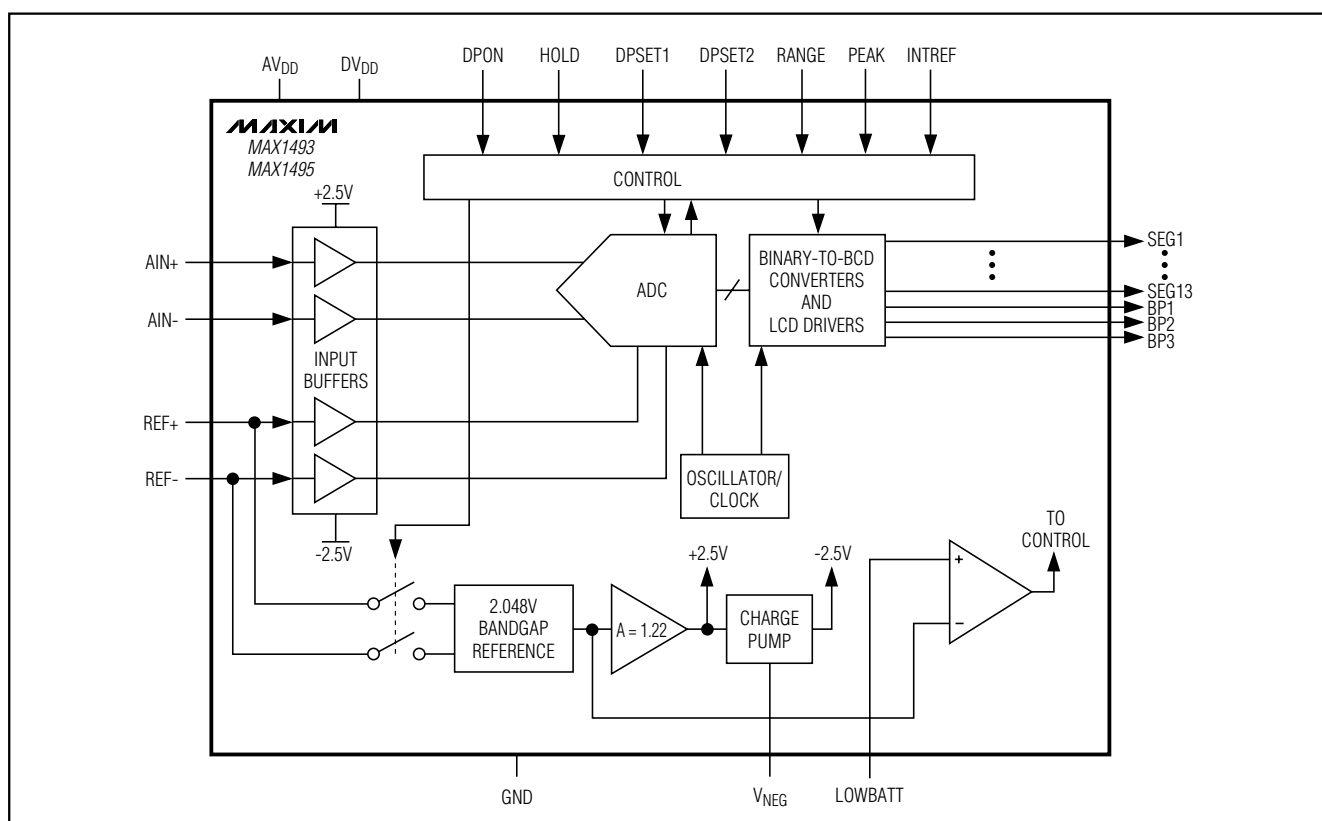 DPON HOLD DPSET1 DPSET2 RANGE PEAK INTREF
AVDD DVDD
MAXIM
MAX1493
MAX1495
CONTROL
+2.5V
AIN+
AIN-
INPUT
BUFFERS
REF+
REF-
-2.5V
ADC
BINARY-TO-BCD
CONVERTERS
AND
LCD DRIVERS
SEG1
SEG13
BP1
BP2
BP3
OSCILLATOR/
CLOCK
2.048V
BANDGAP
REFERENCE
A = 1.22
+2.5V
CHARGE
PUMP
-2.5V
+
−
TO
CONTROL
GND
VNEG
LOWBATT